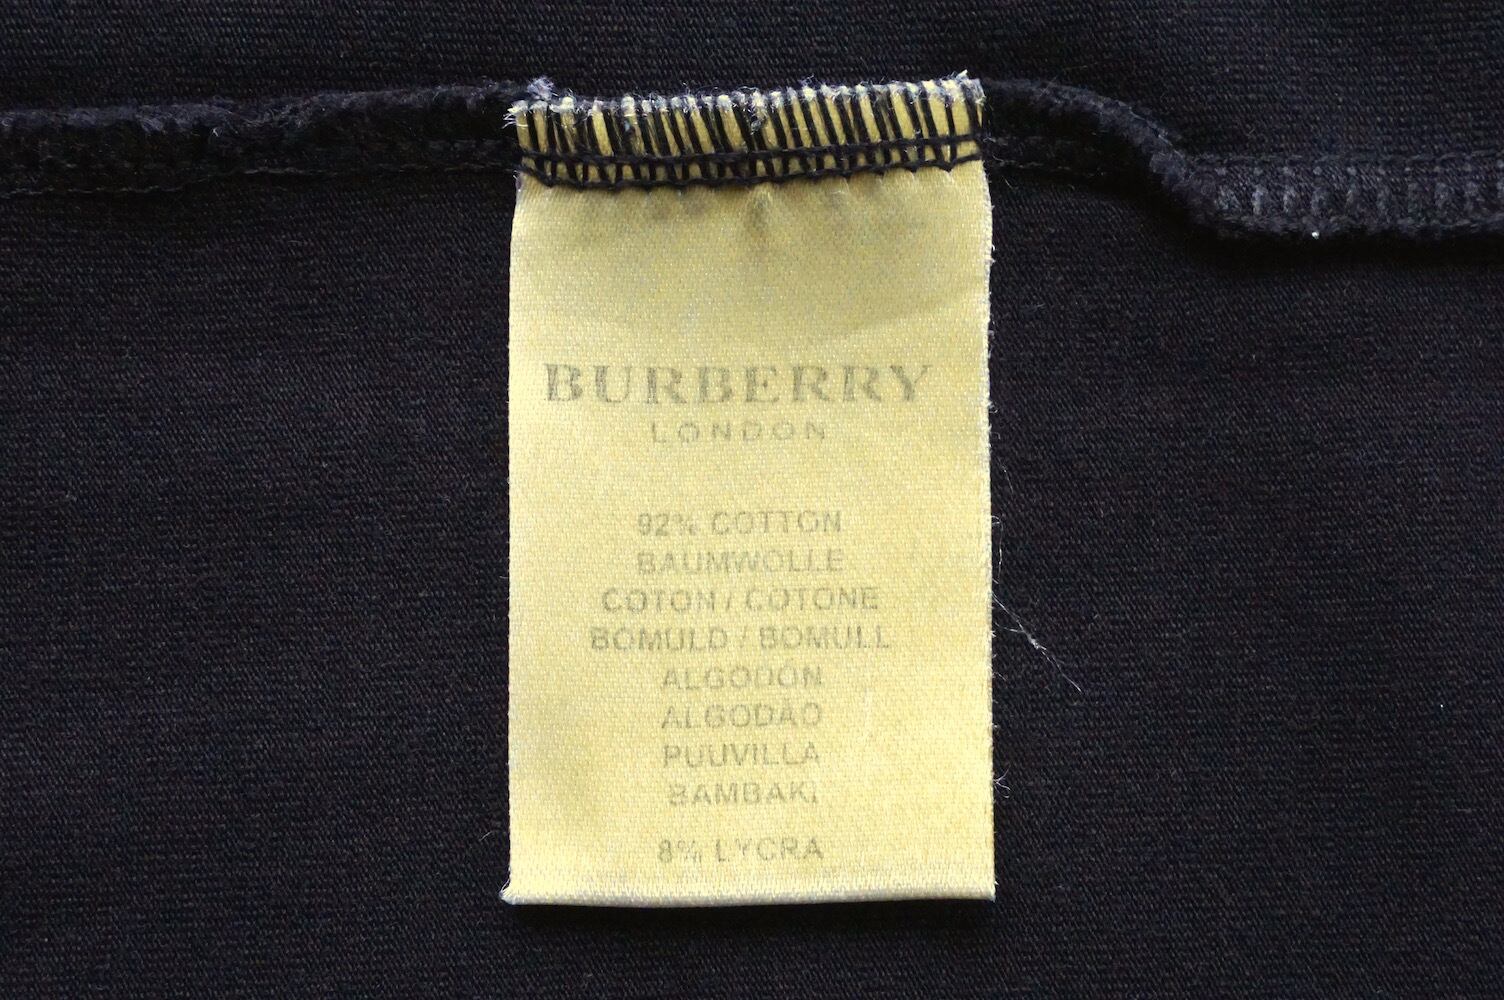 BURBERRY
LONDON
92% COTTON
BAUMWOLLE
COTON / COTONE
BOMULD / BOMULL
ALGODÓN
ALGODÃO
PUUVILLA
BAMBAKI
8% LYCRA